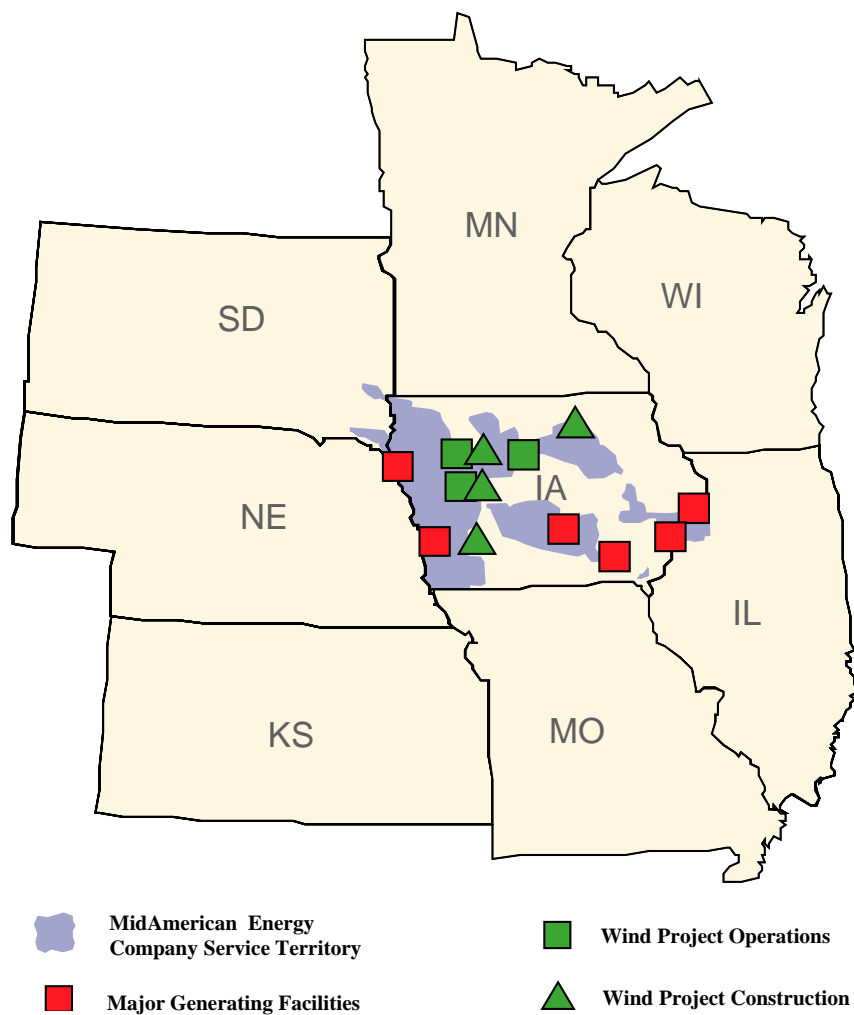 MN
WI
SD
IA
NE
IL
KS
MO
MidAmerican Energy
Company Service Territory
Wind Project Operations
Major Generating Facilities
Wind Project Construction